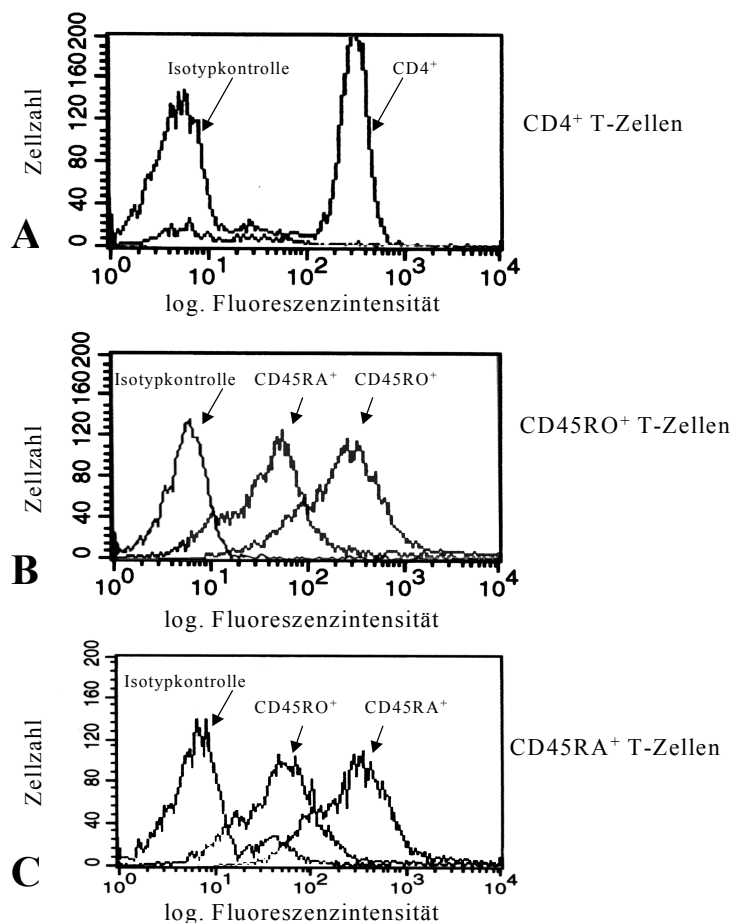 200
160
120
80
40
0
Zellzahl
Isotypkontrolle
CD4⁺
CD4⁺ T-Zellen
A
10⁰ 10¹ 10² 10³ 10⁴
log. Fluoreszenzintensität
200
160
120
80
40
0
Zellzahl
Isotypkontrolle
CD45RA⁺
CD45RO⁺
CD45RO⁺ T-Zellen
B
10⁰ 10¹ 10² 10³ 10⁴
log. Fluoreszenzintensität
200
160
120
80
40
0
Zellzahl
Isotypkontrolle
CD45RO⁺
CD45RA⁺
CD45RA⁺ T-Zellen
C
10⁰ 10¹ 10² 10³ 10⁴
log. Fluoreszenzintensität